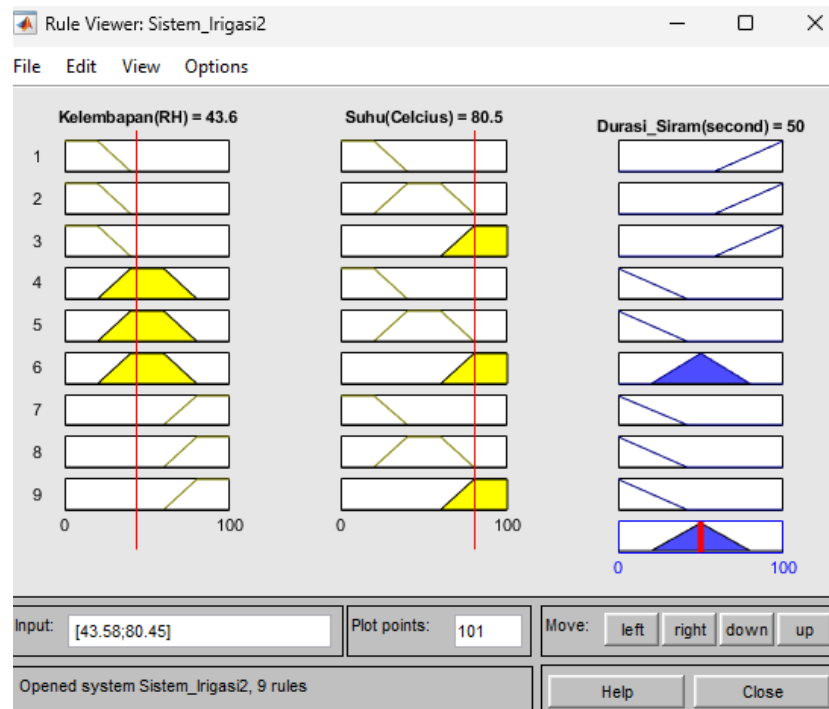 Rule Viewer: Sistem_Irigasi2
File Edit View Options
Kelembapan(RH) = 43.6
Suhu(Celcius) = 80.5
Durasi_Siram(second) = 50
1
2
3
4
5
6
7
8
9
0 100
0 100
0 100
Input: [43.58;80.45]
Plot points: 101
Move: left right down up
Opened system Sistem_Irigasi2, 9 rules
Help Close